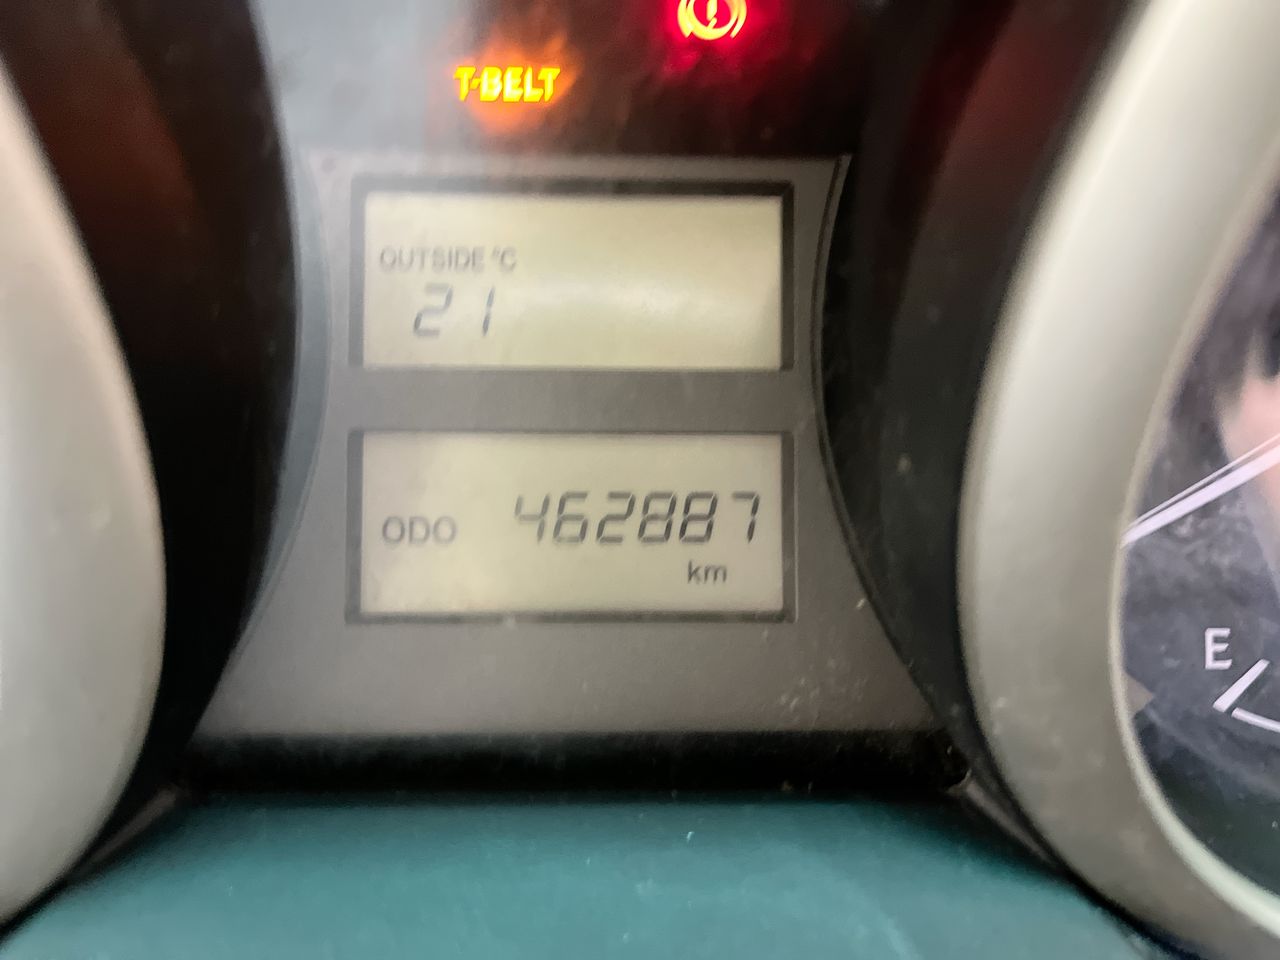 T-BELT
OUTSIDE °C
21
ODO 462887
km
E